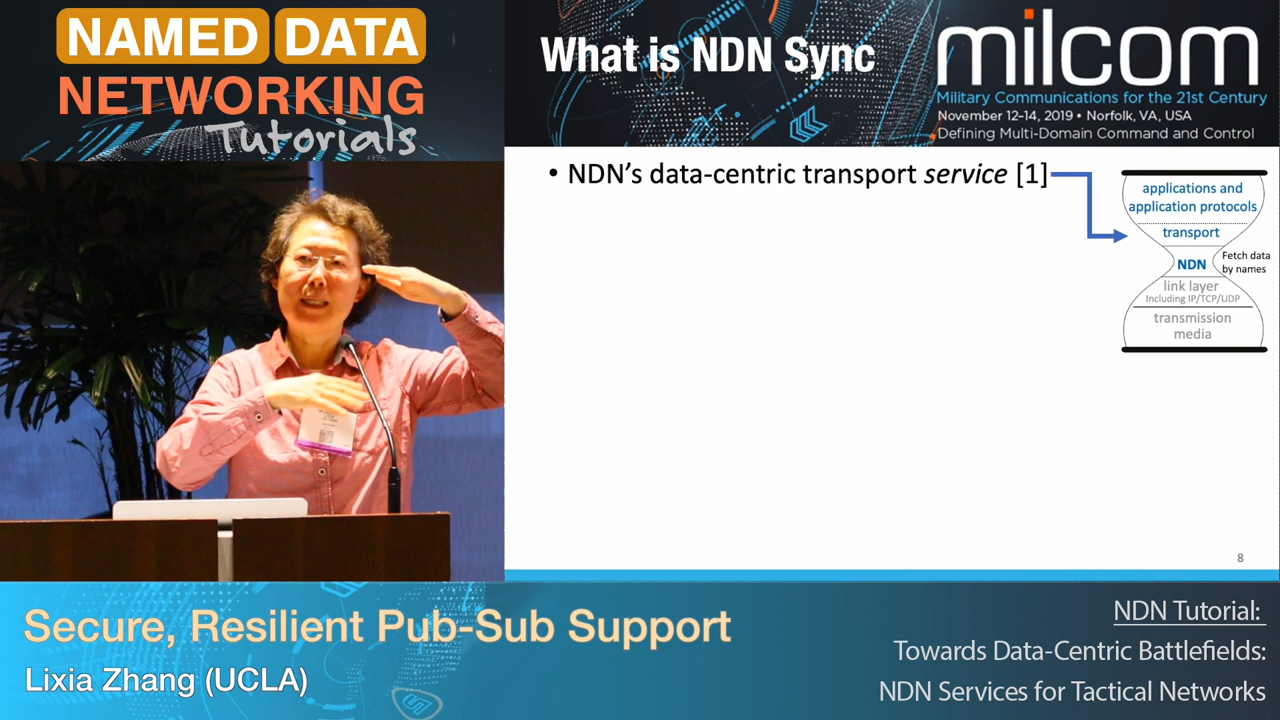 NAMED DATA
NETWORKING
Tutorials
What is NDN Sync
milcom
Military Communications for the 21st Century
November 12-14, 2019 • Norfolk, VA, USA
Defining Multi-Domain Command and Control
• NDN's data-centric transport service [1]
applications and
application protocols
transport
NDN
Fetch data
by names
link layer
Including IP/TCP/UDP
transmission
media
8
Secure, Resilient Pub-Sub Support
Lixia Zhang (UCLA)
NDN Tutorial:
Towards Data-Centric Battlefields:
NDN Services for Tactical Networks